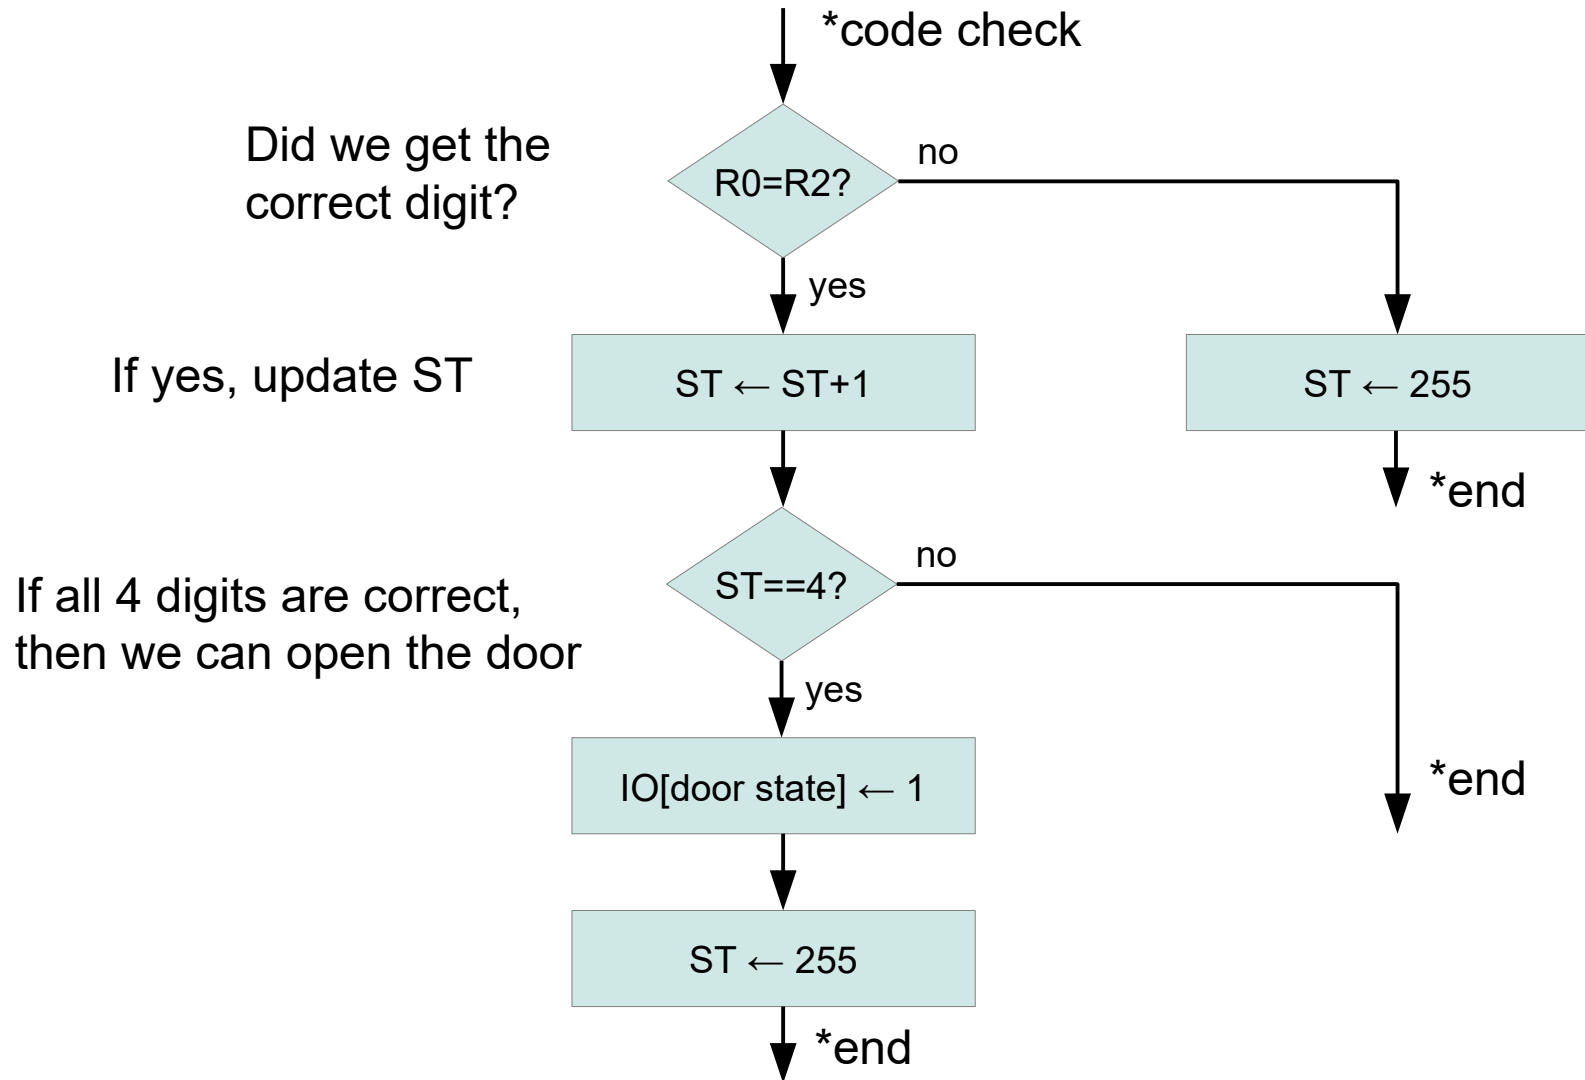 *code check
Did we get the
correct digit?
R0=R2?
no
yes
If yes, update ST
ST ← ST+1
ST ← 255
*end
If all 4 digits are correct,
then we can open the door
ST==4?
no
yes
IO[door state] ← 1
*end
ST ← 255
*end